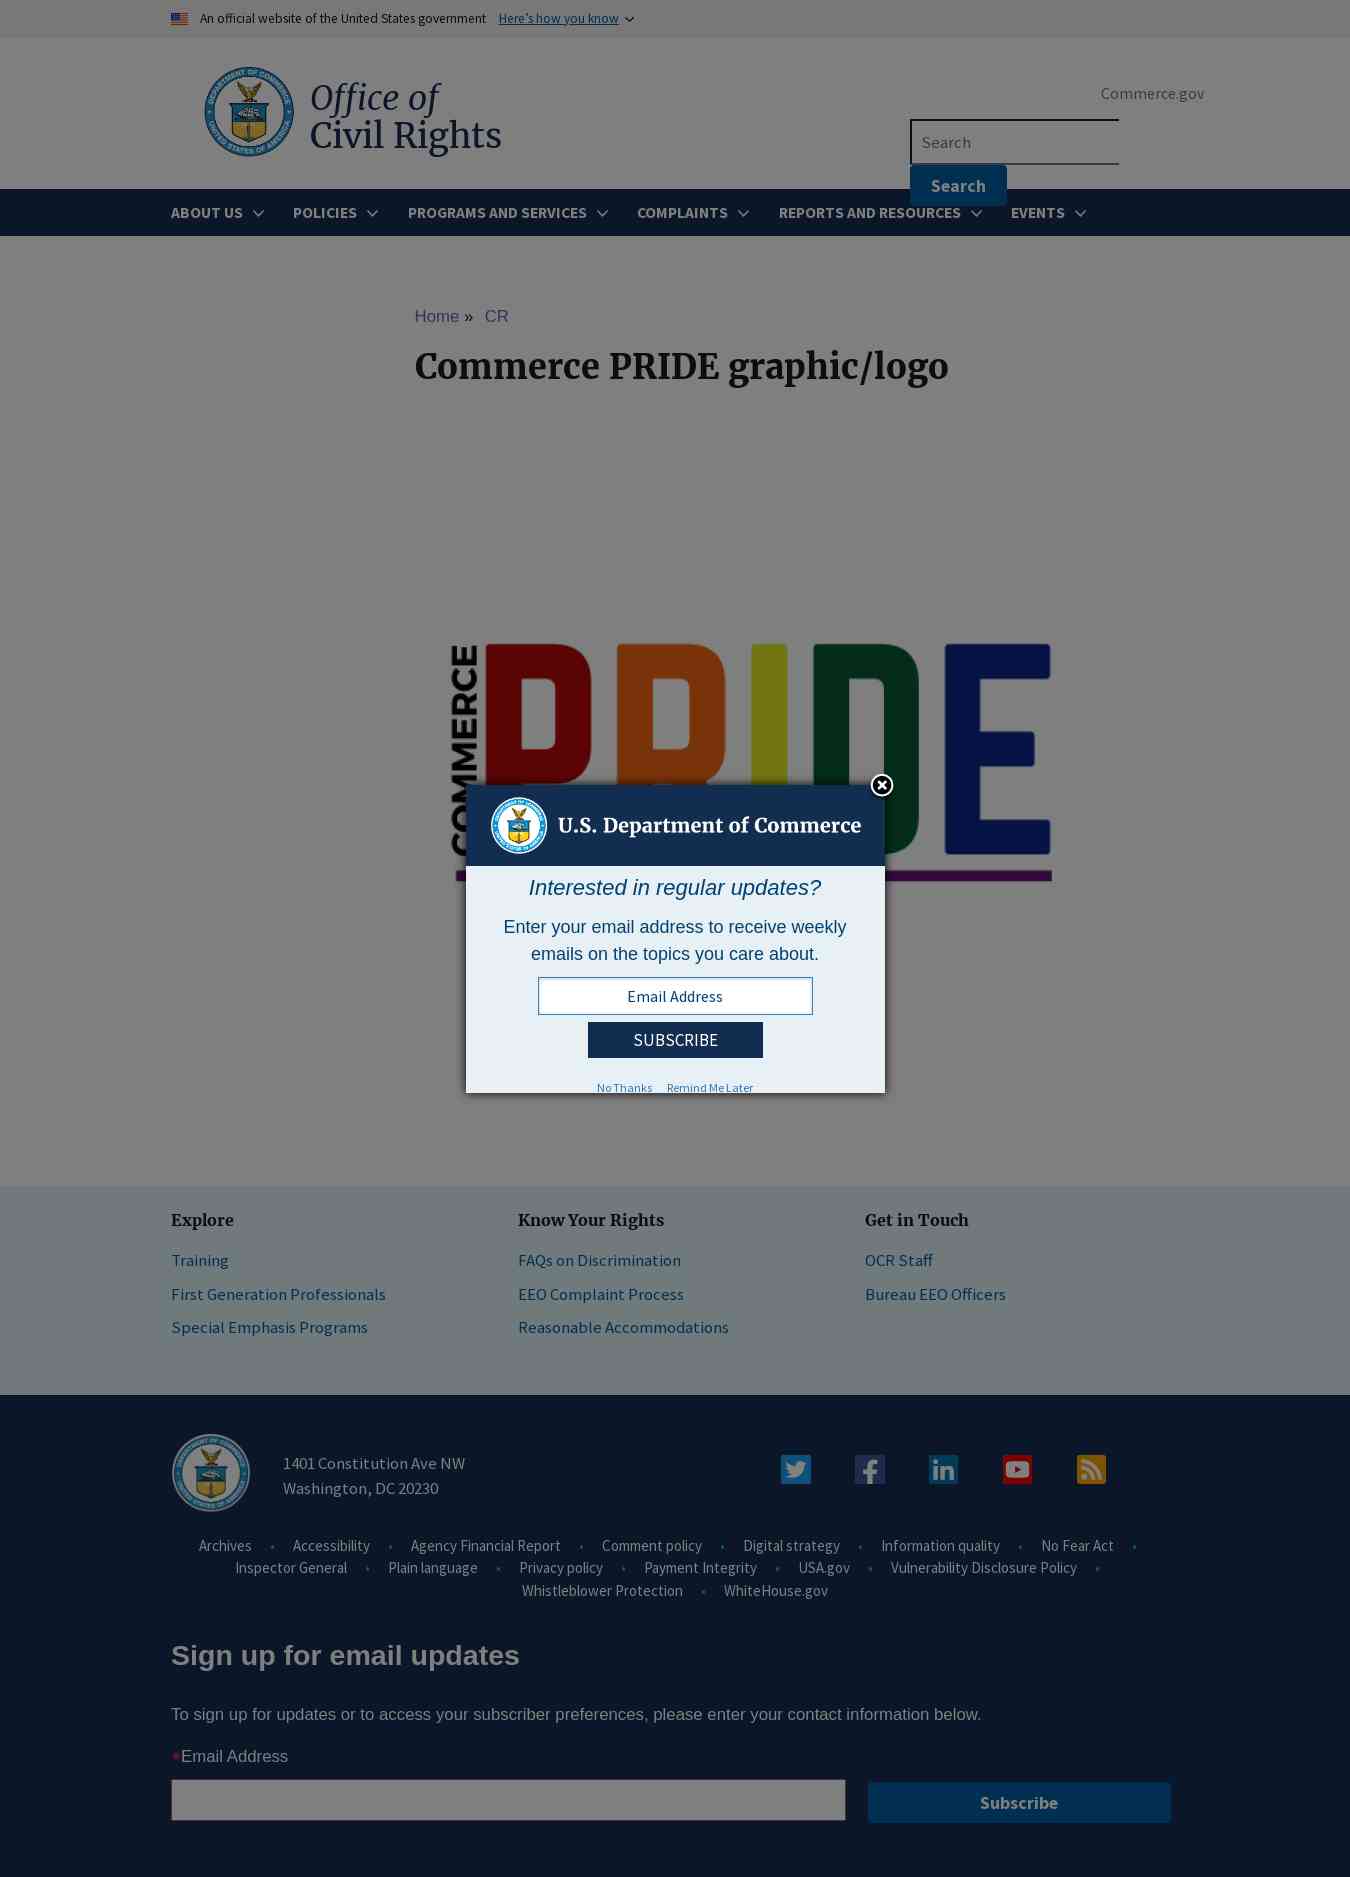 An official website of the United States government Here's how you know
Office of
Civil Rights
Commerce.gov
Search
Search
ABOUT US POLICIES PROGRAMS AND SERVICES COMPLAINTS REPORTS AND RESOURCES EVENTS
Home » CR
Commerce PRIDE graphic/logo
COMMERCE
PRIDE
U.S. Department of Commerce
Interested in regular updates?
Enter your email address to receive weekly
emails on the topics you care about.
Email Address
SUBSCRIBE
No Thanks Remind Me Later
Explore Know Your Rights Get in Touch
Training FAQs on Discrimination OCR Staff
First Generation Professionals EEO Complaint Process Bureau EEO Officers
Special Emphasis Programs Reasonable Accommodations
1401 Constitution Ave NW
Washington, DC 20230
Archives • Accessibility • Agency Financial Report • Comment policy • Digital strategy • Information quality • No Fear Act •
Inspector General • Plain language • Privacy policy • Payment Integrity • USA.gov • Vulnerability Disclosure Policy •
Whistleblower Protection • WhiteHouse.gov
Sign up for email updates
To sign up for updates or to access your subscriber preferences, please enter your contact information below.
*Email Address
Subscribe